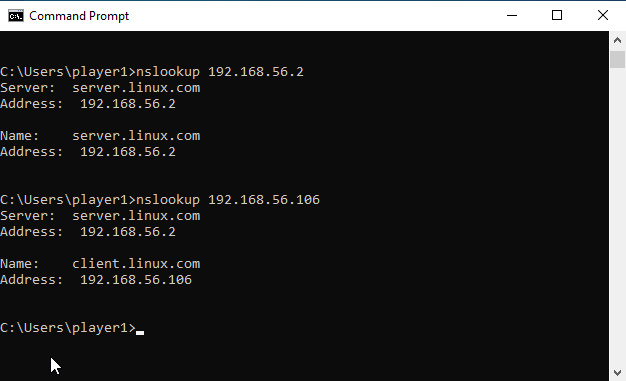 Command Prompt
C:\Users\player1>nslookup 192.168.56.2
Server:  server.linux.com
Address:  192.168.56.2
Name:    server.linux.com
Address:  192.168.56.2
C:\Users\player1>nslookup 192.168.56.106
Server:  server.linux.com
Address:  192.168.56.2
Name:    client.linux.com
Address:  192.168.56.106
C:\Users\player1>